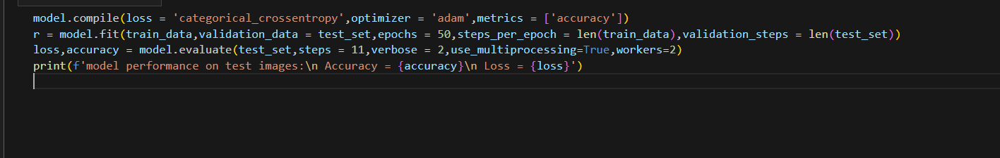 model.compile(loss = 'categorical_crossentropy',optimizer = 'adam',metrics = ['accuracy'])
r = model.fit(train_data,validation_data = test_set,epochs = 50,steps_per_epoch = len(train_data),validation_steps = len(test_set))
loss,accuracy = model.evaluate(test_set,steps = 11,verbose = 2,use_multiprocessing=True,workers=2)
print(f'model performance on test images:\n Accuracy = {accuracy}\n Loss = {loss}')